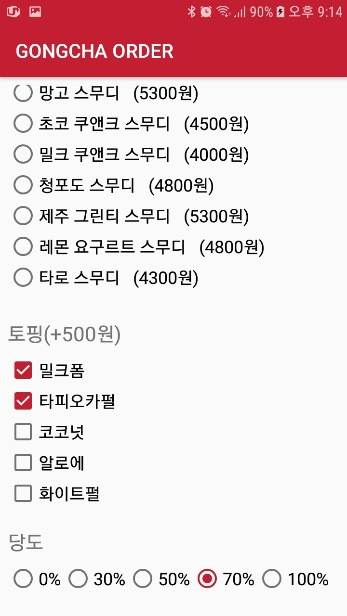 90% 오후 9:14
GONGCHA ORDER
망고 스무디 (5300원)
초코 쿠앤크 스무디 (4500원)
밀크 쿠앤크 스무디 (4000원)
청포도 스무디 (4800원)
제주 그린티 스무디 (5300원)
레몬 요구르트 스무디 (4800원)
타로 스무디 (4300원)
토핑(+500원)
밀크폼
타피오카펄
코코넛
알로에
화이트펄
당도
0% 30% 50% 70% 100%